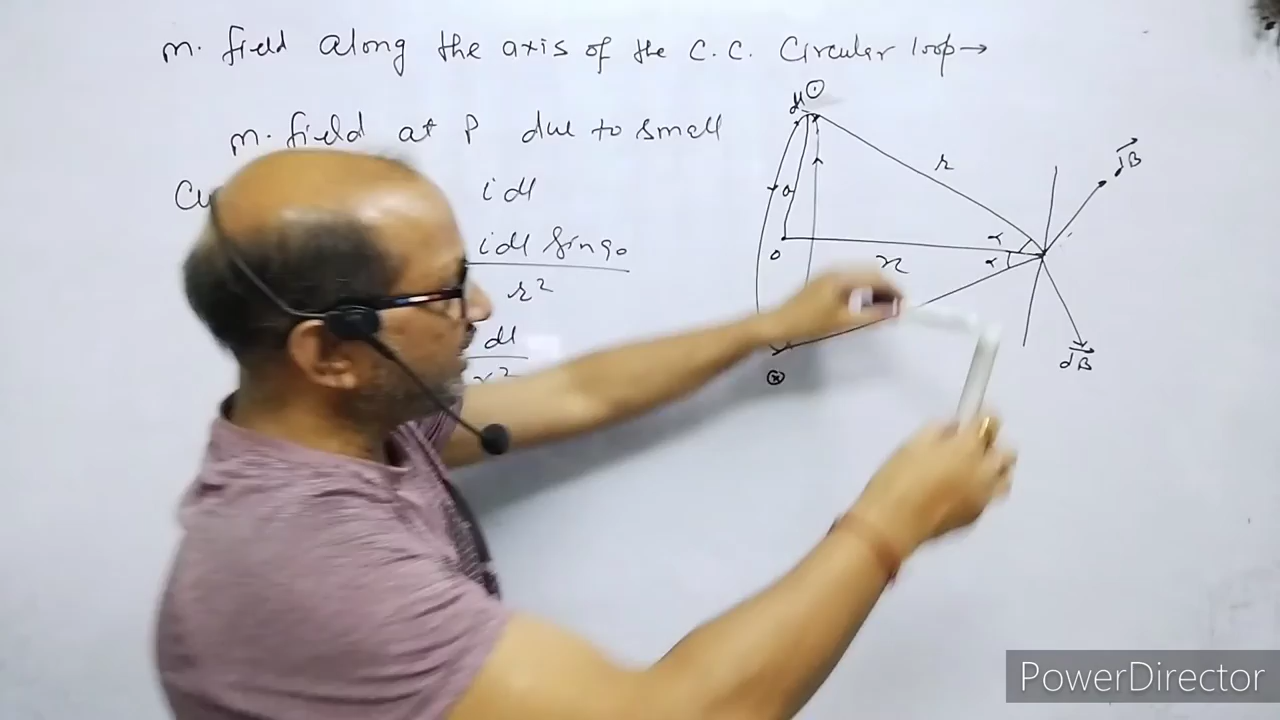 m. field along the axis of the C.C. Circular loop→
m. field at P due to small
idl
idl Sin90
r²
dl
r²
dl
r
a
o
x
α
α
dB
dB
PowerDirector